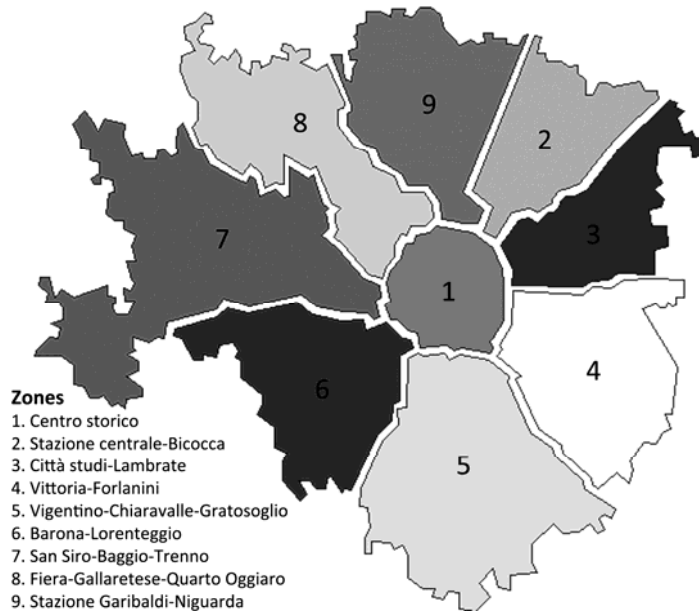 9
8
2
7
3
1
4
6
5
Zones
1. Centro storico
2. Stazione centrale-Bicocca
3. Città studi-Lambrate
4. Vittoria-Forlanini
5. Vigentino-Chiaravalle-Gratosoglio
6. Barona-Lorenteggio
7. San Siro-Baggio-Trenno
8. Fiera-Gallaretese-Quarto Oggiaro
9. Stazione Garibaldi-Niguarda